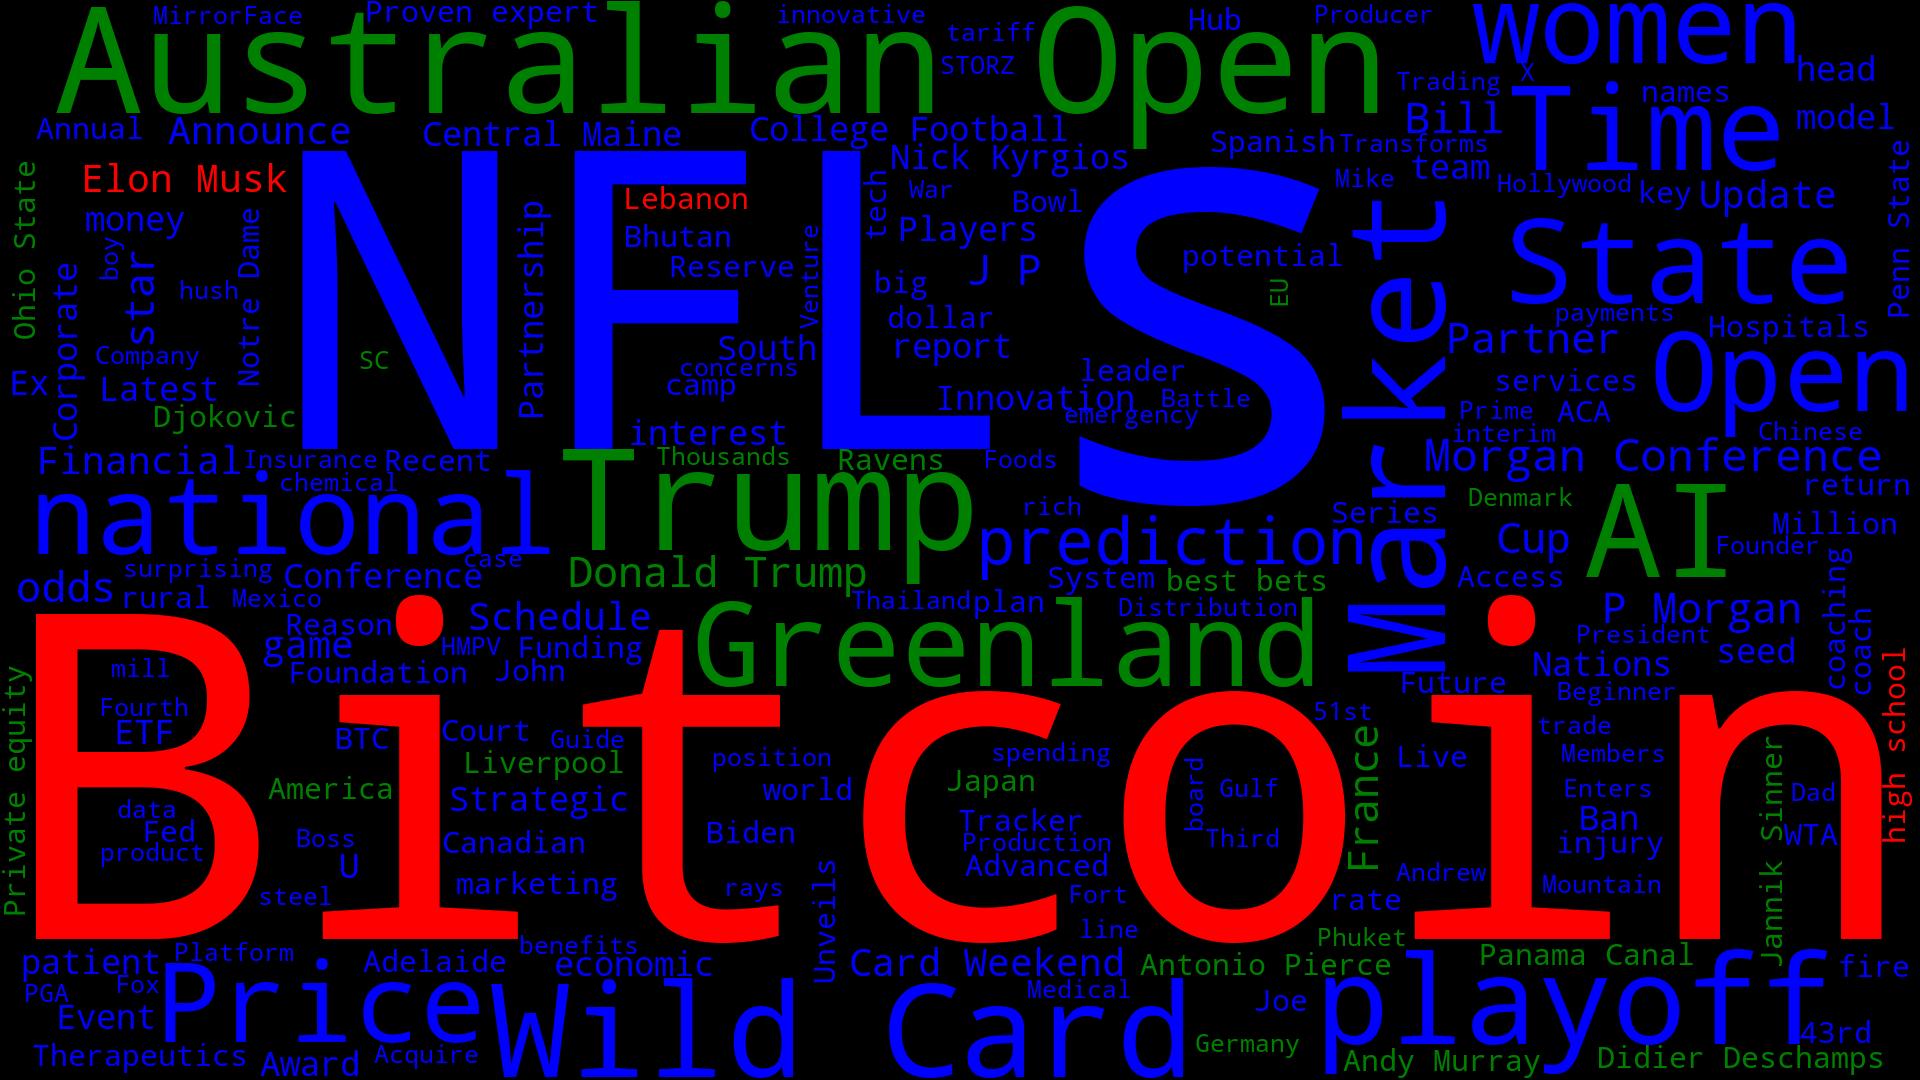 MirrorFace
Proven expert
innovative
tariff
Hub
Producer
women
Australian Open
STORZ
Trading
X
head
names
model
Annual
Announce
Central Maine
College Football
Bill
Time
Spanish
Transforms
Elon Musk
NFL
S
Nick Kyrgios
tech
War
Mike
team
Hollywood
key
Update
Penn State
Ohio State
money
Lebanon
Bowl
Partnership
Bhutan
Players
Market
State
boy
star
Notre Dame
Reserve
Venture
potential
J P
big
EU
hush
Corporate
dollar
payments
Hospitals
Company
SC
South
report
Partner
Open
Ex
Latest
concerns
camp
leader
services
Djokovic
Innovation
Battle
emergency
Prime
ACA
interest
interim
Chinese
Financial
Insurance
Recent
Thousands
Ravens
Foods
Morgan Conference
chemical
return
national
Trump
rich
Series
Denmark
AI
Million
prediction
Cup
Founder
case
odds
surprising
Conference
Donald Trump
System
best bets
Access
coaching
rural
Mexico
Thailand
plan
Distribution
P Morgan
coach
Reason
Schedule
Greenland
President
game
HMPV
Funding
seed
Foundation
John
Nations
high school
mill
Future
Beginner
Private equity
Bitcoin
Fourth
ETF
BTC
Court
Guide
51st
trade
Liverpool
position
spending
France
Live
Members
Jannik Sinner
America
Strategic
world
Japan
board
Gulf
Enters
Dad
data
Fed
Boss
Biden
Tracker
Third
Ban
WTA
product
Canadian
Production
injury
U
Advanced
Andrew
marketing
rays
Unveils
Fort
rate
Mountain
steel
line
Phuket
Platform
benefits
patient
Adelaide
economic
Card Weekend
Antonio Pierce
Panama Canal
fire
PGA
Fox
Price
Wild Card
Medical
Joe
playoff
Event
43rd
Germany
Therapeutics
Award
Acquire
Andy Murray
Didier Deschamps